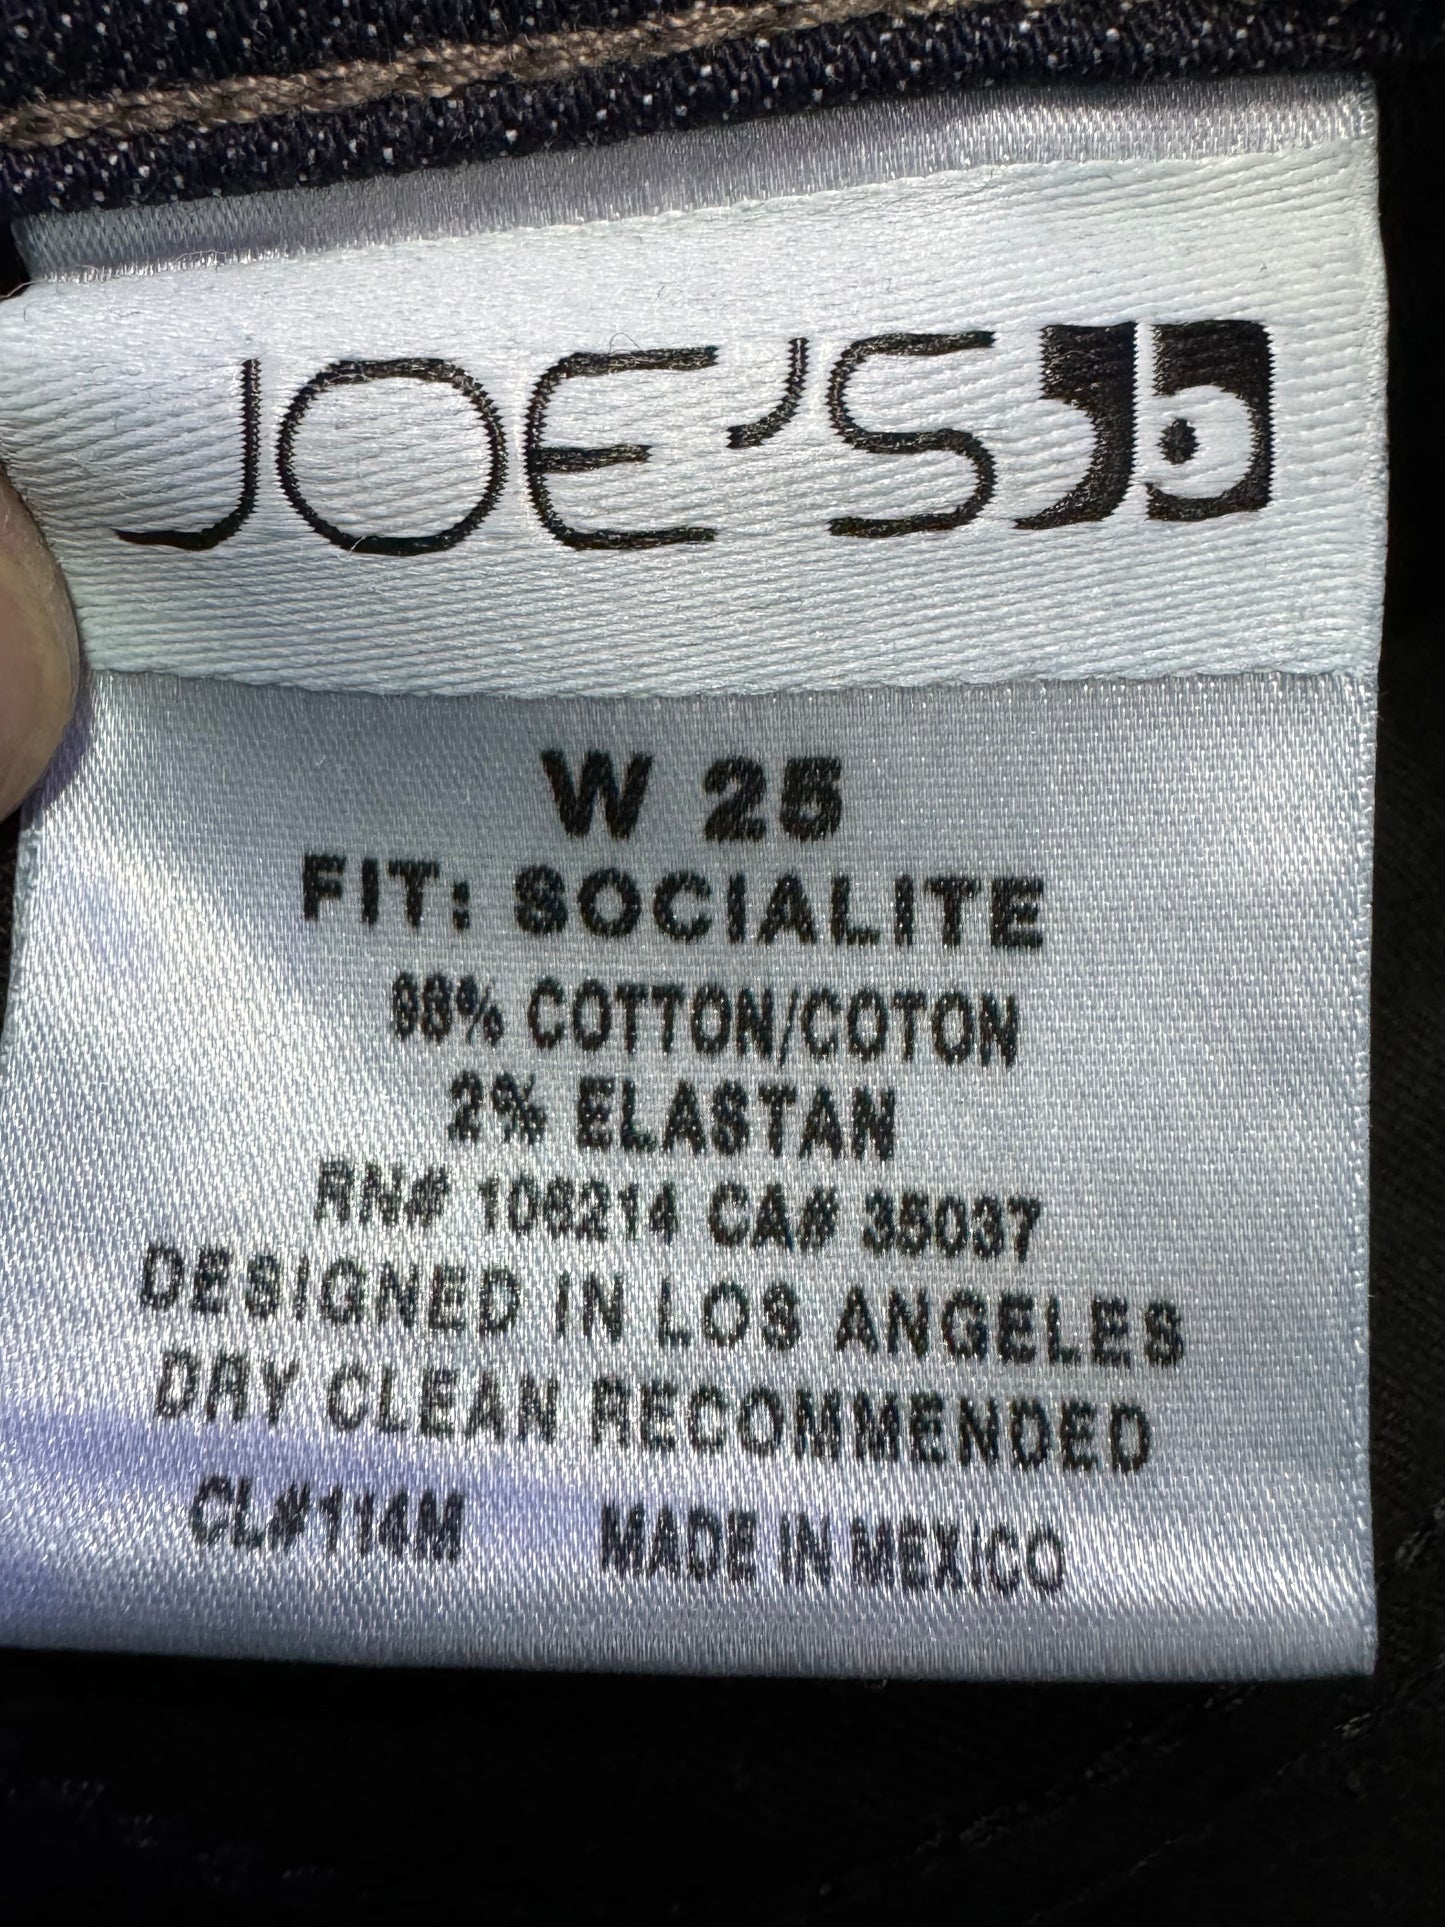 JOE'S
W 25
FIT: SOCIALITE
98% COTTON/COTON
2% ELASTAN
RN# 106214 CA# 35037
DESIGNED IN LOS ANGELES
DRY CLEAN RECOMMENDED
CL#114M MADE IN MEXICO